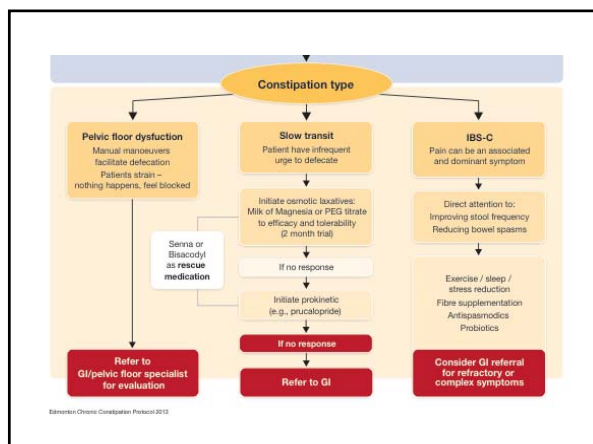 Constipation type
Pelvic floor dysfuction
Manual manoeuvers
facilitate defecation
Patients strain –
nothing happens, feel blocked
Refer to
GI/pelvic floor specialist
for evaluation
Slow transit
Patient have infrequent
urge to defecate
Initiate osmotic laxatives:
Milk of Magnesia or PEG titrate
to efficacy and tolerability
(2 month trial)
Senna or
Bisacodyl
as rescue
medication
If no response
Initiate prokinetic
(e.g., prucalopride)
If no response
Refer to GI
IBS-C
Pain can be an associated
and dominant symptom
Direct attention to:
Improving stool frequency
Reducing bowel spasms
Exercise / sleep /
stress reduction
Fibre supplementation
Antispasmodics
Probiotics
Consider GI referral
for refractory or
complex symptoms
Edmonton Chronic Constipation Protocol 2012